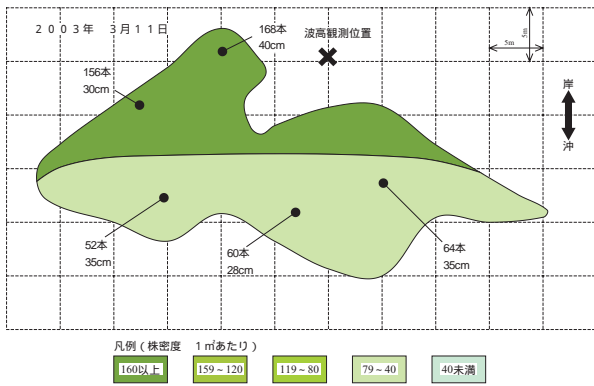 2003年 3月11日
168本
40cm
波高観測位置
5m
5m
156本
30cm
岸
沖
52本
35cm
60本
28cm
64本
35cm
凡例(株密度 1㎡あたり)
160以上
159~120
119~80
79~40
40未満